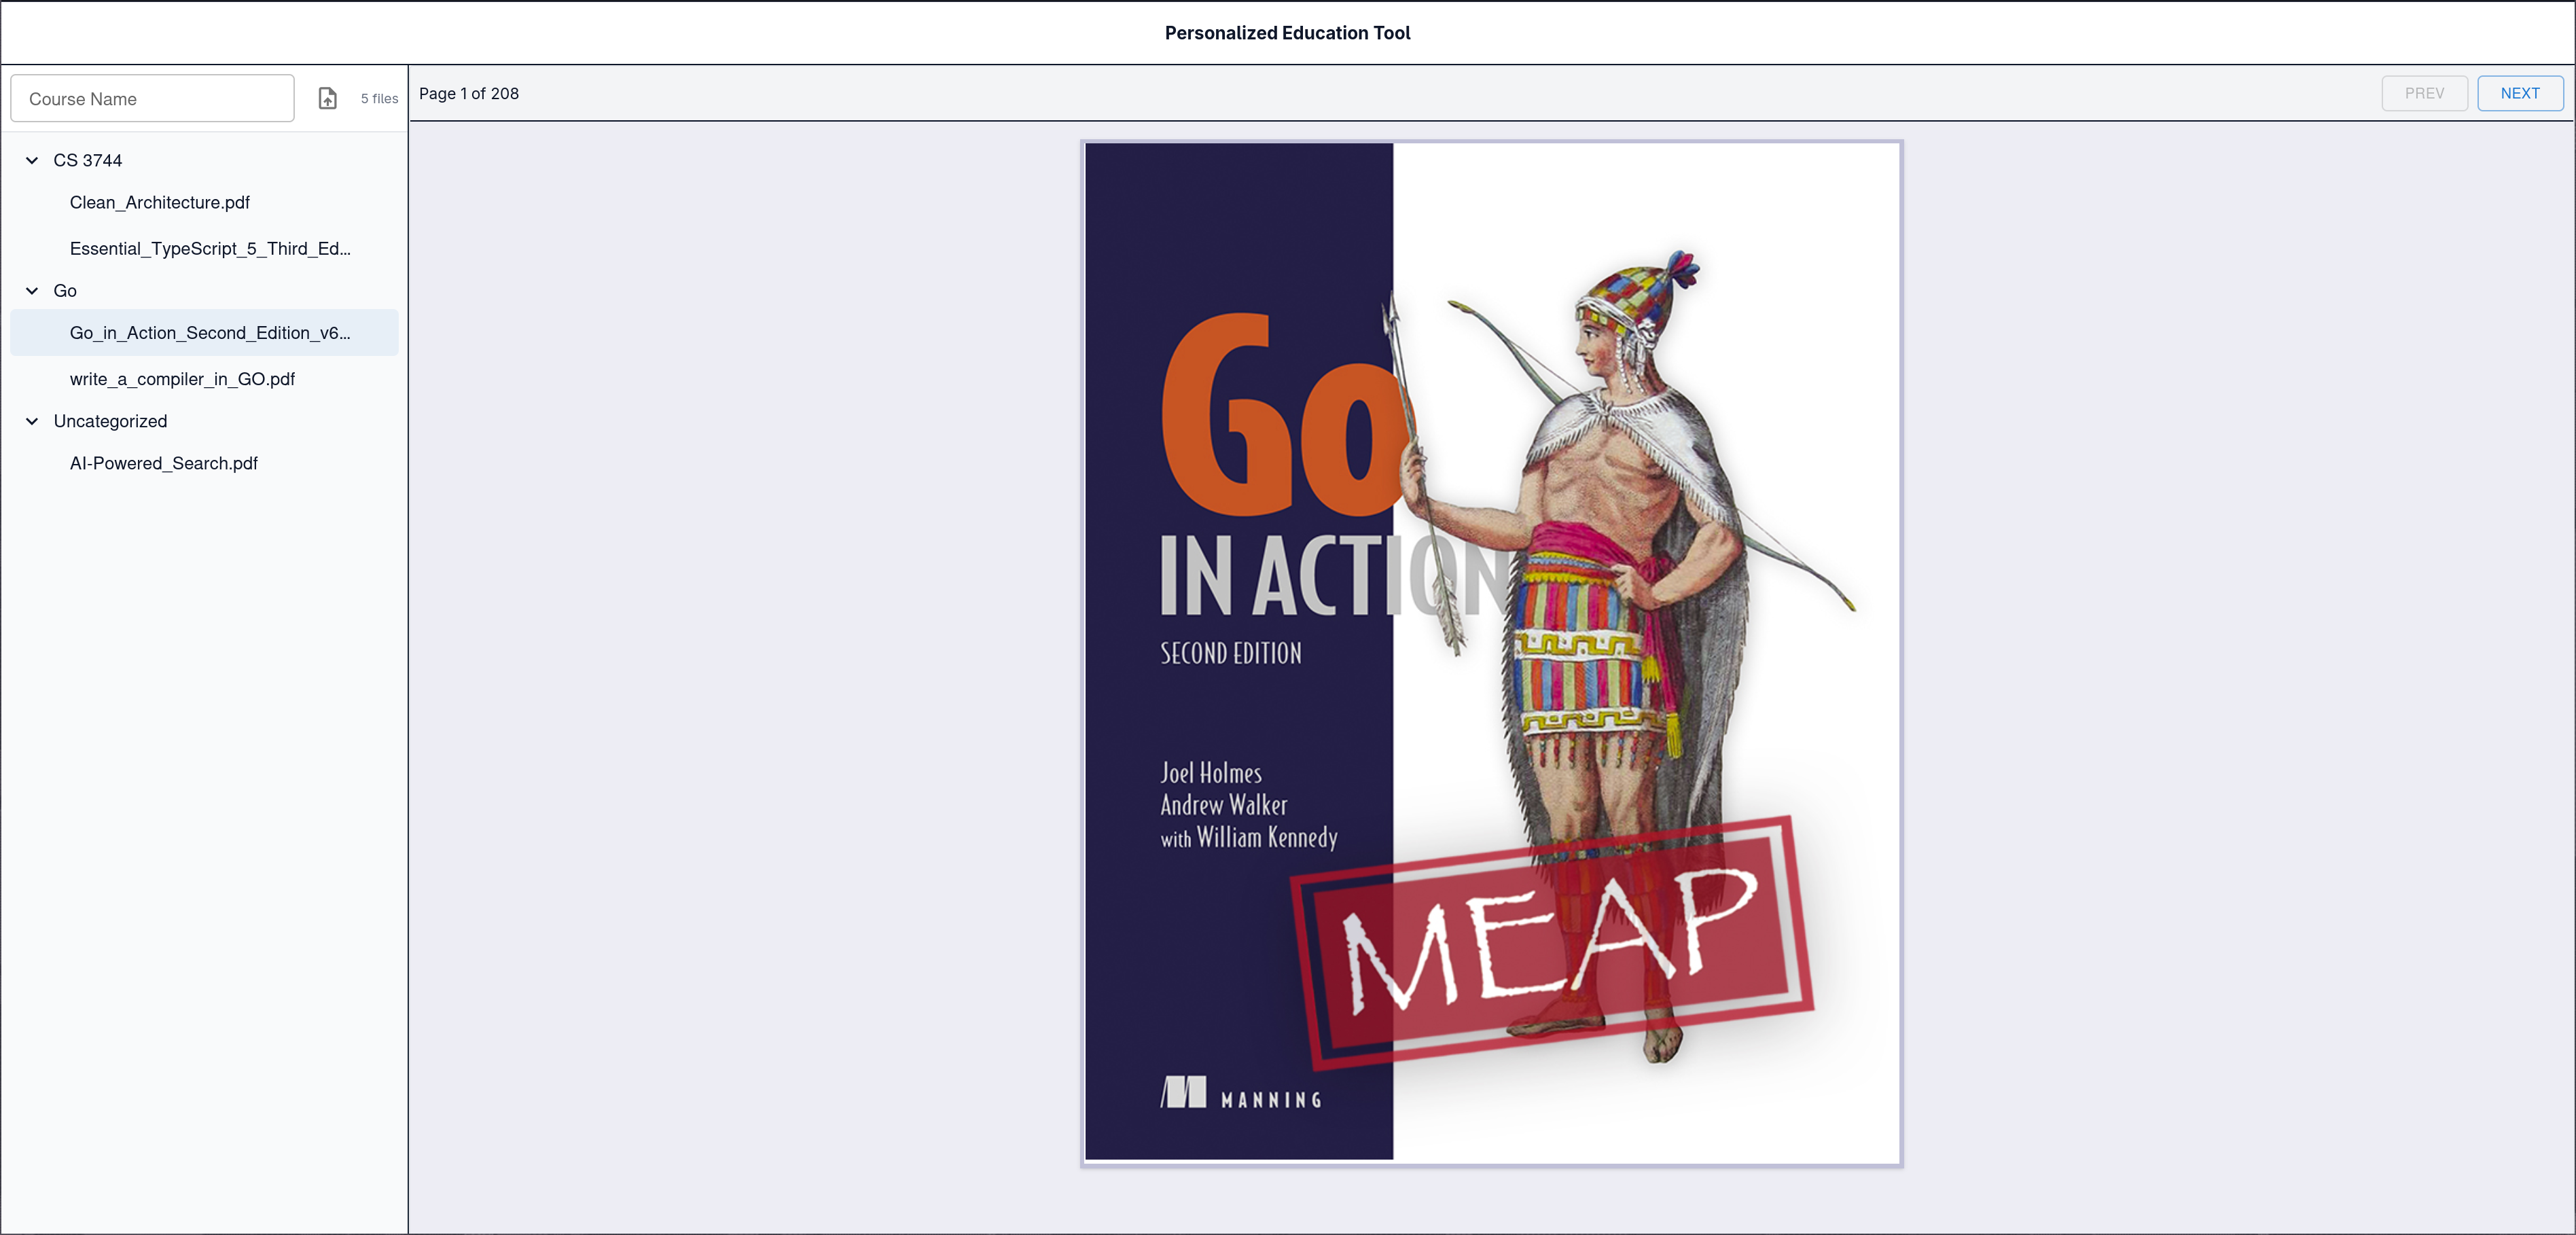 Personalized Education Tool
Course Name
5 files
CS 3744
Clean_Architecture.pdf
Essential_TypeScript_5_Third_Ed...
Go
Go_in_Action_Second_Edition_v6...
write_a_compiler_in_GO.pdf
Uncategorized
AI-Powered_Search.pdf
Page 1 of 208
PREV
NEXT
Go
IN ACTION
SECOND EDITION
Joel Holmes
Andrew Walker
with William Kennedy
MEAP
MANNING